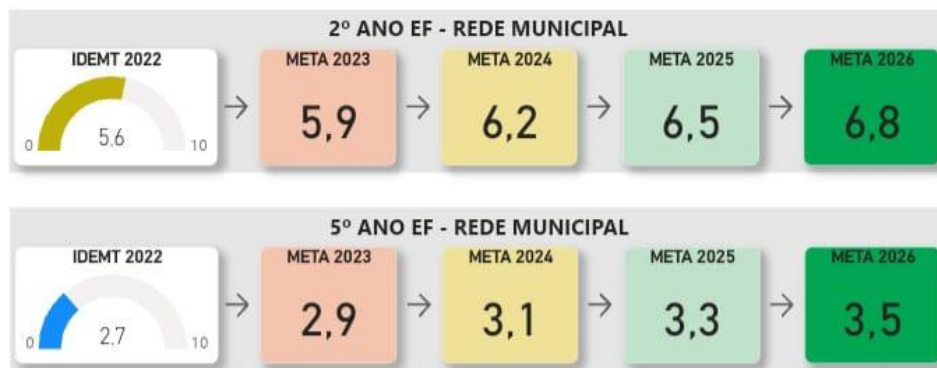 2º ANO EF - REDE MUNICIPAL
IDEMT 2022 META 2023 META 2024 META 2025 META 2026
5,6 5,9 6,2 6,5 6,8
0 10
5º ANO EF - REDE MUNICIPAL
IDEMT 2022 META 2023 META 2024 META 2025 META 2026
2,7 2,9 3,1 3,3 3,5
0 10